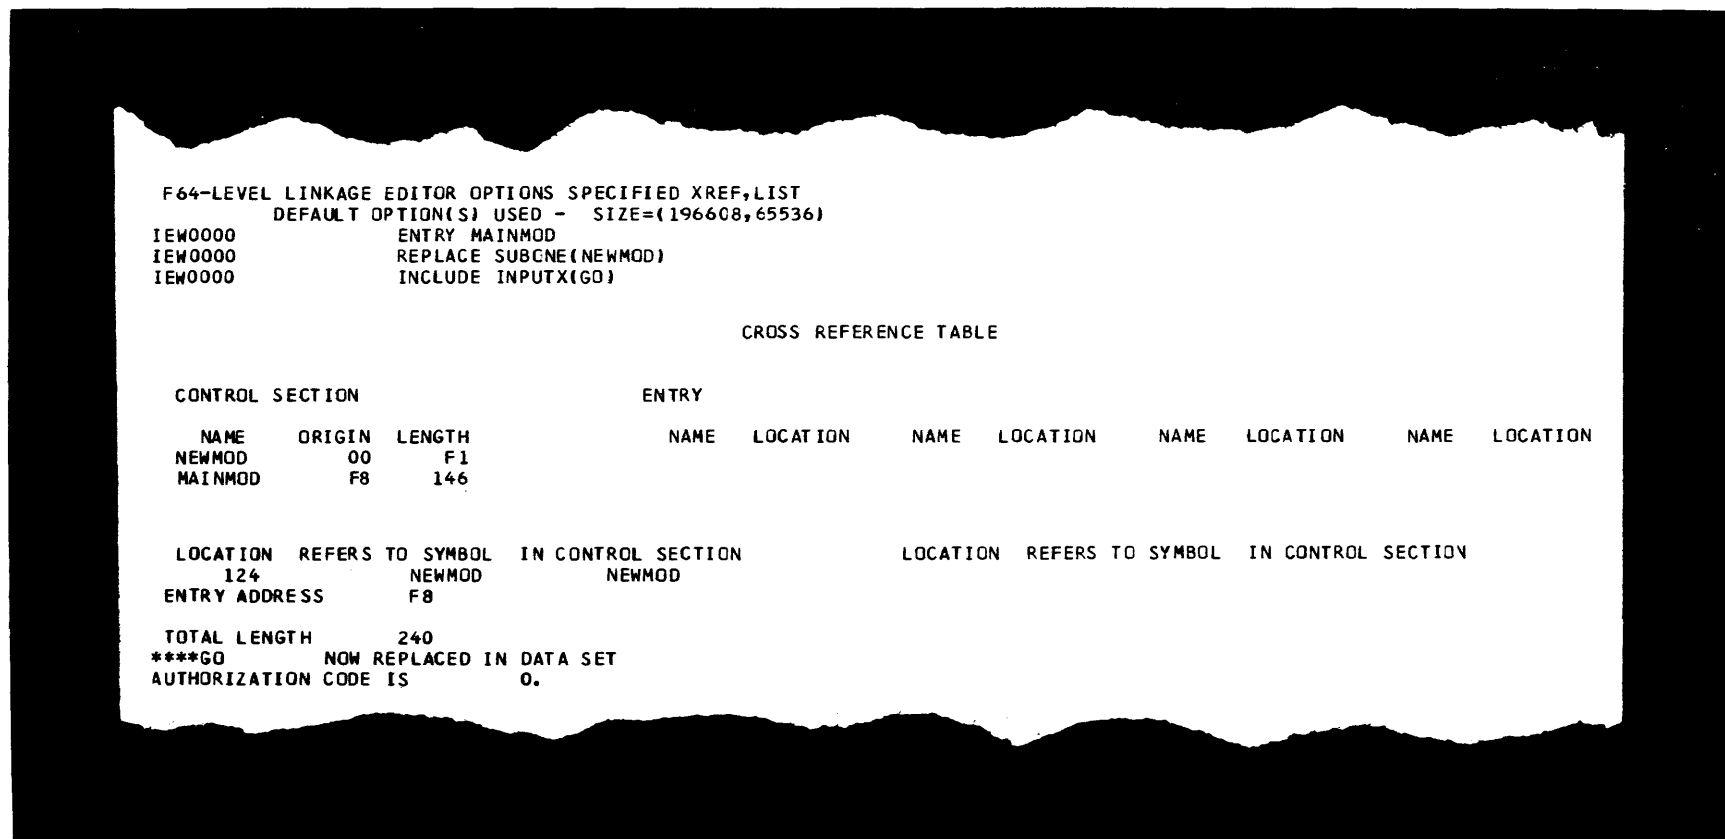 F64-LEVEL LINKAGE EDITOR OPTIONS SPECIFIED XREF,LIST
DEFAULT OPTION(S) USED - SIZE=(196608,65536)
IEW0000 ENTRY MAINMOD
IEW0000 REPLACE SUBONE(NEWMOD)
IEW0000 INCLUDE INPUTX(GO)
CROSS REFERENCE TABLE
CONTROL SECTION ENTRY
NAME ORIGIN LENGTH NAME LOCATION NAME LOCATION NAME LOCATION NAME LOCATION
NEWMOD 00 F1
MAINMOD F8 146
LOCATION REFERS TO SYMBOL IN CONTROL SECTION LOCATION REFERS TO SYMBOL IN CONTROL SECTION
124 NEWMOD NEWMOD
ENTRY ADDRESS F8
TOTAL LENGTH 240
****GO NOW REPLACED IN DATA SET
AUTHORIZATION CODE IS 0.